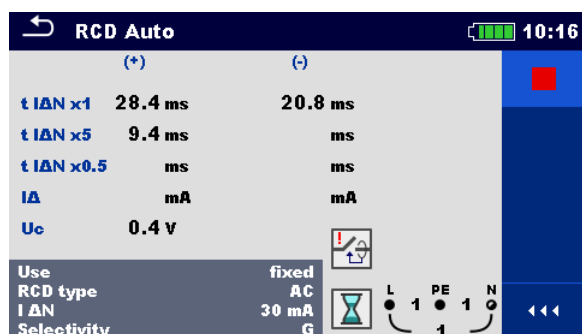 RCD Auto 10:16
(+) (-)
t IΔN x1 28.4 ms 20.8 ms
t IΔN x5 9.4 ms ms
t IΔN x0.5 ms ms
IΔ mA mA
Uc 0.4 V
!
Use fixed
RCD type AC
I ΔN 30 mA
Selectivity G
L PE N
1 1
1